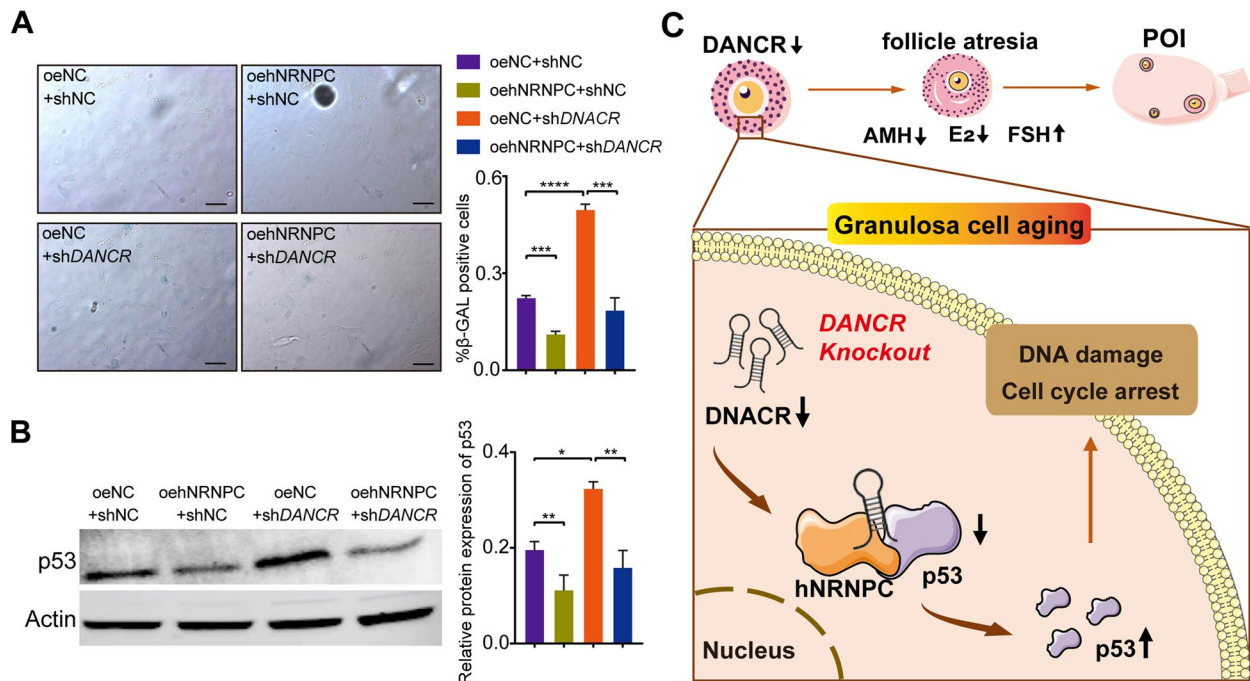 A
oeNC
+shNC
oehNRNPC
+shNC
oeNC
+shDANCR
oehNRNPC
+shDANCR
oeNC+shNC
oehNRNPC+shNC
oeNC+shDNACR
oehNRNPC+shDANCR
%β-GAL positive cells
0.6
0.3
0.0
****
***
***
B
oeNC
+shNC
oehNRNPC
+shNC
oeNC
+shDANCR
oehNRNPC
+shDANCR
p53
Actin
Relative protein expression of p53
0.4
0.2
0.0
*
**
**
C
DANCR↓
follicle atresia
POI
AMH↓ E2↓ FSH↑
Granulosa cell aging
DANCR
Knockout
DNACR↓
DNA damage
Cell cycle arrest
hNRNPC
p53
↓
p53↑
Nucleus